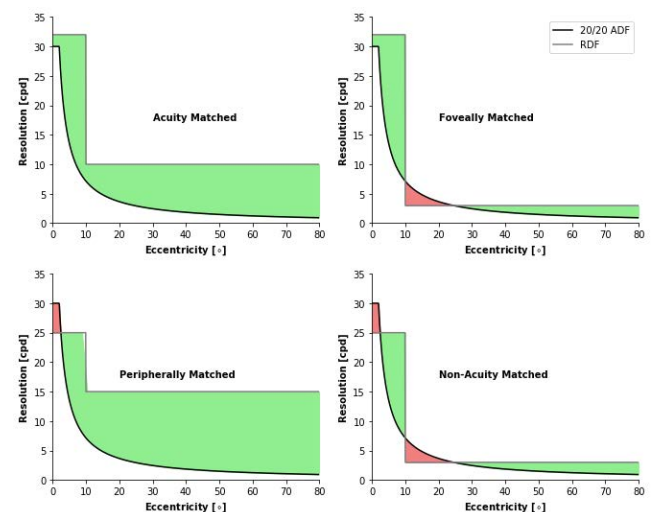 35
30
25
20
15
10
5
0
Resolution [cpd]
Acuity Matched
0 10 20 30 40 50 60 70 80
Eccentricity [∘]
35
30
25
20
15
10
5
0
Resolution [cpd]
20/20 ADF
RDF
Foveally Matched
0 10 20 30 40 50 60 70 80
Eccentricity [∘]
35
30
25
20
15
10
5
0
Resolution [cpd]
Peripherally Matched
0 10 20 30 40 50 60 70 80
Eccentricity [∘]
35
30
25
20
15
10
5
0
Resolution [cpd]
Non-Acuity Matched
0 10 20 30 40 50 60 70 80
Eccentricity [∘]